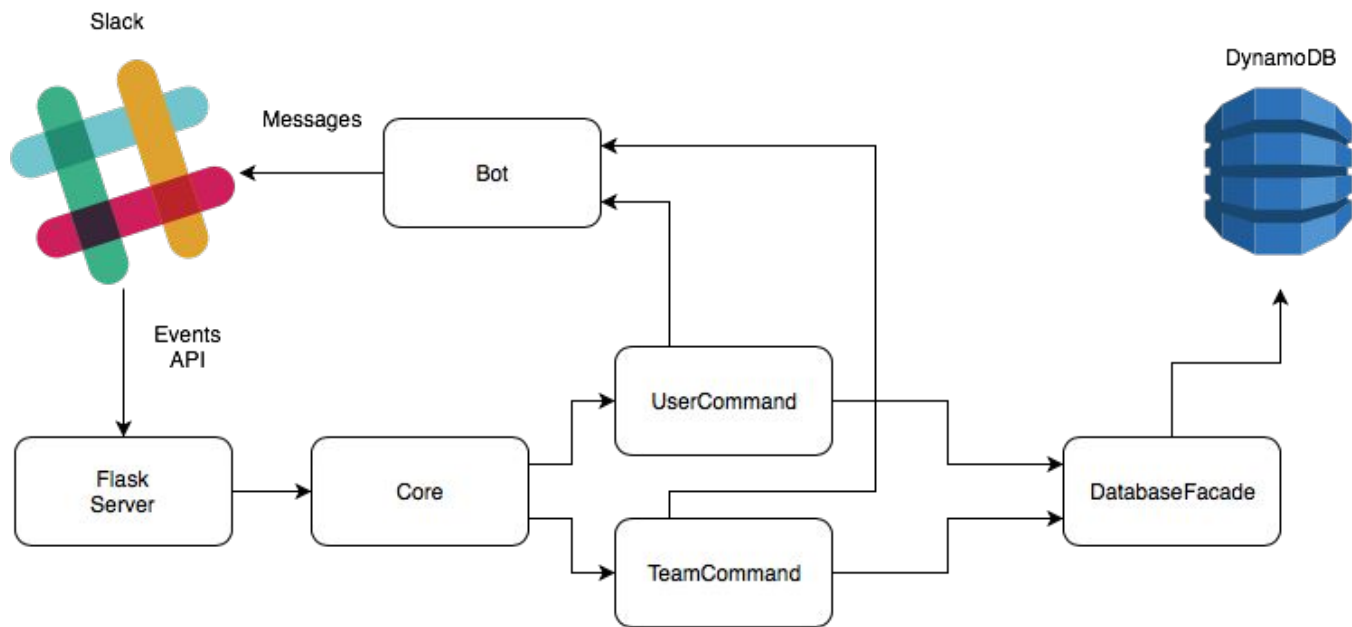 Slack
DynamoDB
Messages
Bot
Events
API
UserCommand
Flask
Server
Core
DatabaseFacade
TeamCommand